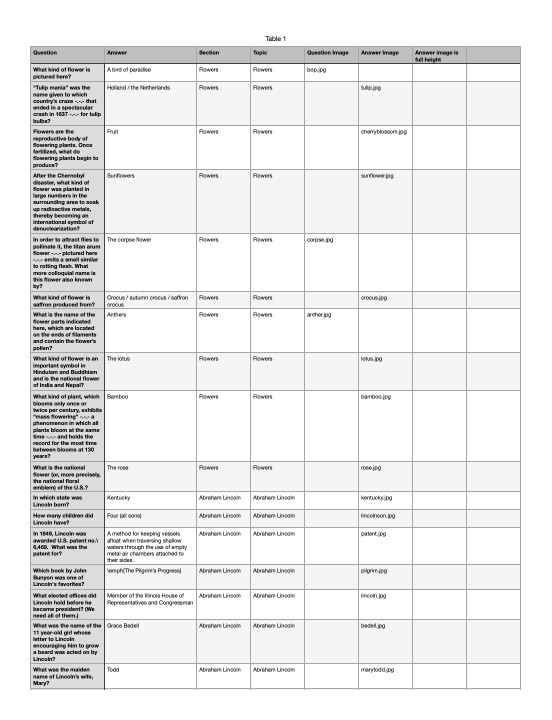 Table 1
Question Answer Section Topic Question Image Answer Image Answer image is
full height
What kind of flower is A bird of paradise Flowers Flowers bop.jpg
pictured here?
"Tulip mania" was the Holland / the Netherlands Flowers Flowers tulip.jpg
name given to which
country's craze -.-.- that
ended in a spectacular
crash in 1637 -.-.- for tulip
bulbs?
Flowers are the Fruit Flowers Flowers cherryblossom.jpg
reproductive body of
flowering plants. Once
fertilized, what do
flowering plants begin to
produce?
After the Chernobyl Sunflowers Flowers Flowers sunflower.jpg
disaster, what kind of
flower was planted in
large numbers in the
surrounding area to soak
up radioactive metals,
thereby becoming an
international symbol of
denuclearization?
In order to attract flies to The corpse flower Flowers Flowers corpse.jpg
pollinate it, the titan arum
flower -.-.- pictured here
-.-.- emits a smell similar
to rotting flesh. What
more colloquial name is
this flower also known
by?
What kind of flower is Crocus / autumn crocus / saffron Flowers Flowers crocus.jpg
saffron produced from? crocus
What is the name of the Anthers Flowers Flowers anther.jpg
flower parts indicated
here, which are located
on the ends of filaments
and contain the flower's
pollen?
What kind of flower is an The lotus Flowers Flowers lotus.jpg
important symbol in
Hinduism and Buddhism
and is the national flower
of India and Nepal?
What kind of plant, which Bamboo Flowers Flowers bamboo.jpg
blooms only once or
twice per century, exhibits
"mass flowering" -.-.- a
phenomenon in which all
plants bloom at the same
time -.-.- and holds the
record for the most time
between blooms at 130
years?
What is the national The rose Flowers Flowers rose.jpg
flower (or, more precisely,
the national floral
emblem) of the U.S.?
In which state was Kentucky Abraham Lincoln Abraham Lincoln kentucky.jpg
Lincoln born?
How many children did Four (all sons) Abraham Lincoln Abraham Lincoln lincolnson.jpg
Lincoln have?
In 1849, Lincoln was A method for keeping vessels Abraham Lincoln Abraham Lincoln patent.jpg
awarded U.S. patent no.\ afloat when traversing shallow
6,469. What was the waters through the use of empty
patent for? metal air chambers attached to
their sides.
Which book by John \emph{The Pilgrim's Progress} Abraham Lincoln Abraham Lincoln pilgrim.jpg
Bunyon was one of
Lincoln's favorites?
What elected offices did Member of the Illinois House of Abraham Lincoln Abraham Lincoln lincoln.jpg
Lincoln hold before he Representatives and Congressman
became president? (We
need all of them.)
What was the name of the Grace Bedell Abraham Lincoln Abraham Lincoln bedell.jpg
11 year-old girl whose
letter to Lincoln
encouraging him to grow
a beard was acted on by
Lincoln?
What was the maiden Todd Abraham Lincoln Abraham Lincoln marytodd.jpg
name of Lincoln's wife,
Mary?